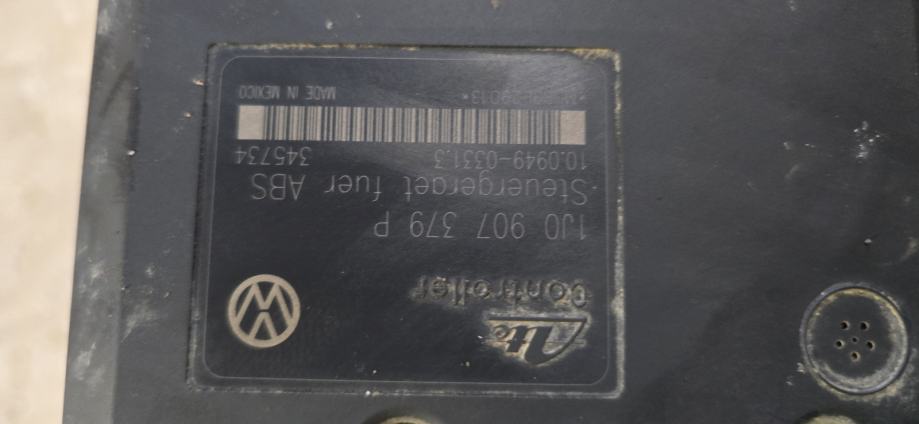 Ate
Controller
1J0 907 379 P
Steuergeraet fuer ABS
10.0949-0331.3 345734
MADE IN MEXICO